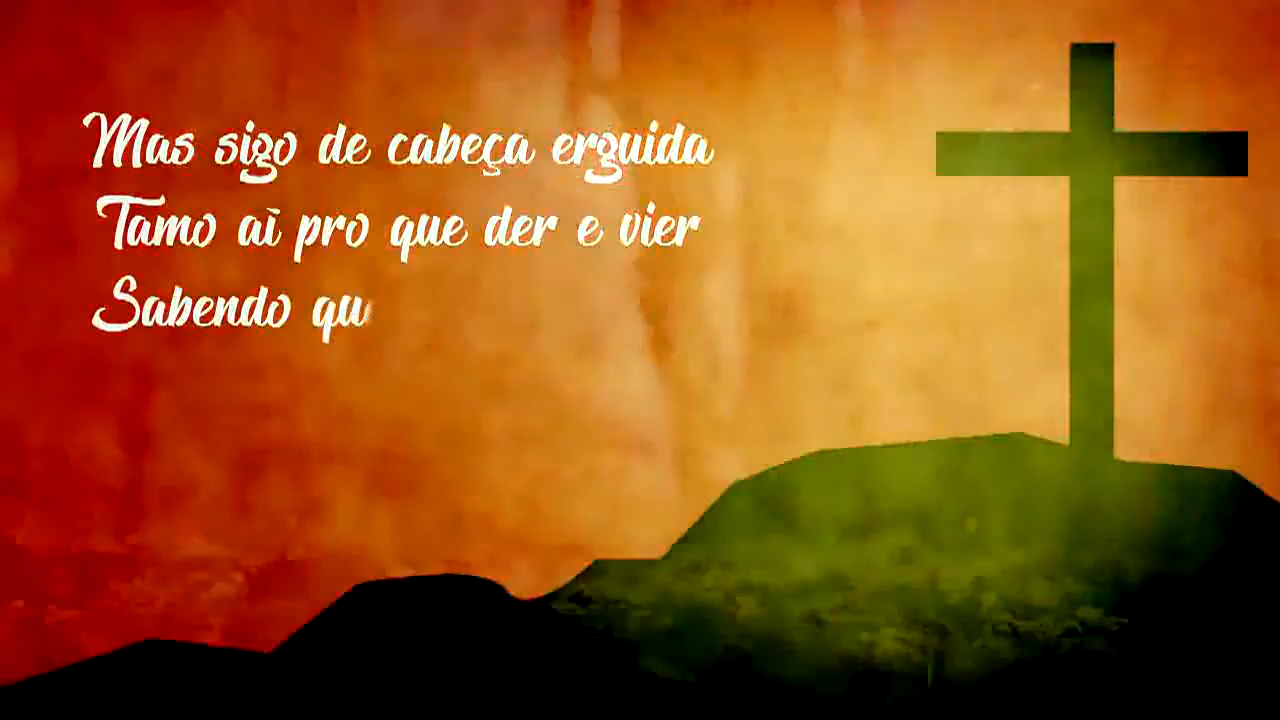 Mas sigo de cabeça erguida
Tamo aí pro que der e vier
Sabendo qu